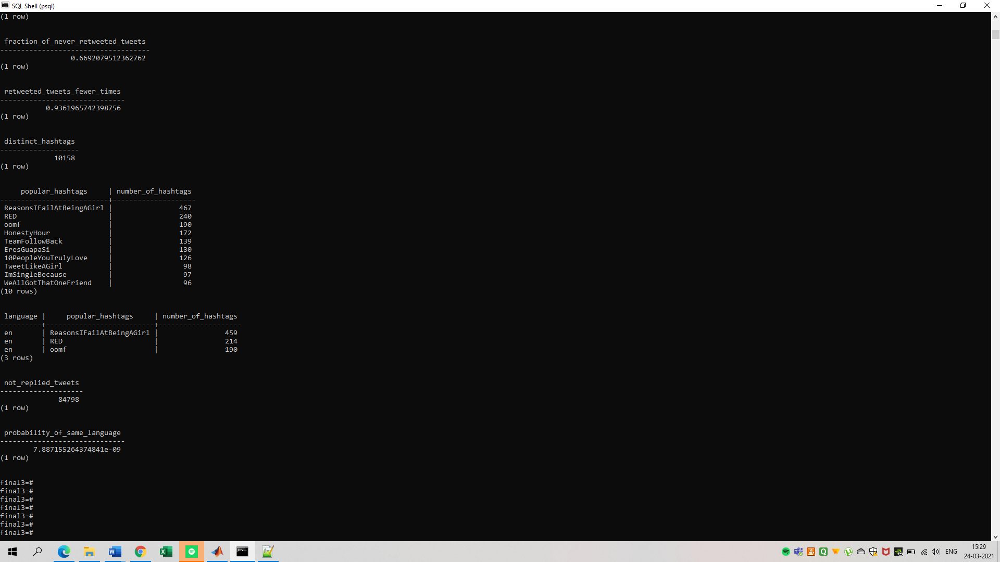 SQL Shell (psql)
(1 row)
fraction_of_never_retweeted_tweets
-----------------------------------
0.6692079512362762
(1 row)
retweeted_tweets_fewer_times
------------------------------
0.9361965742398756
(1 row)
distinct_hashtags
-------------------
10158
(1 row)
popular_hashtags | number_of_hashtags
--------------------------+--------------------
ReasonsIFailAtBeingAGirl | 467
RED | 240
oomf | 190
HonestyHour | 172
TeamFollowBack | 139
EresGuapaSi | 130
10PeopleYouTrulyLove | 126
TweetLikeAGirl | 98
ImSingleBecause | 97
WeAllGotThatOneFriend | 96
(10 rows)
language | popular_hashtags | number_of_hashtags
----------+--------------------------+--------------------
en | ReasonsIFailAtBeingAGirl | 459
en | RED | 214
en | oomf | 190
(3 rows)
not_replied_tweets
--------------------
84798
(1 row)
probability_of_same_language
------------------------------
7.887155264374841e-09
(1 row)
final3=#
final3=#
final3=#
final3=#
final3=#
final3=#
final3=#
ENG
15:29
24-03-2021